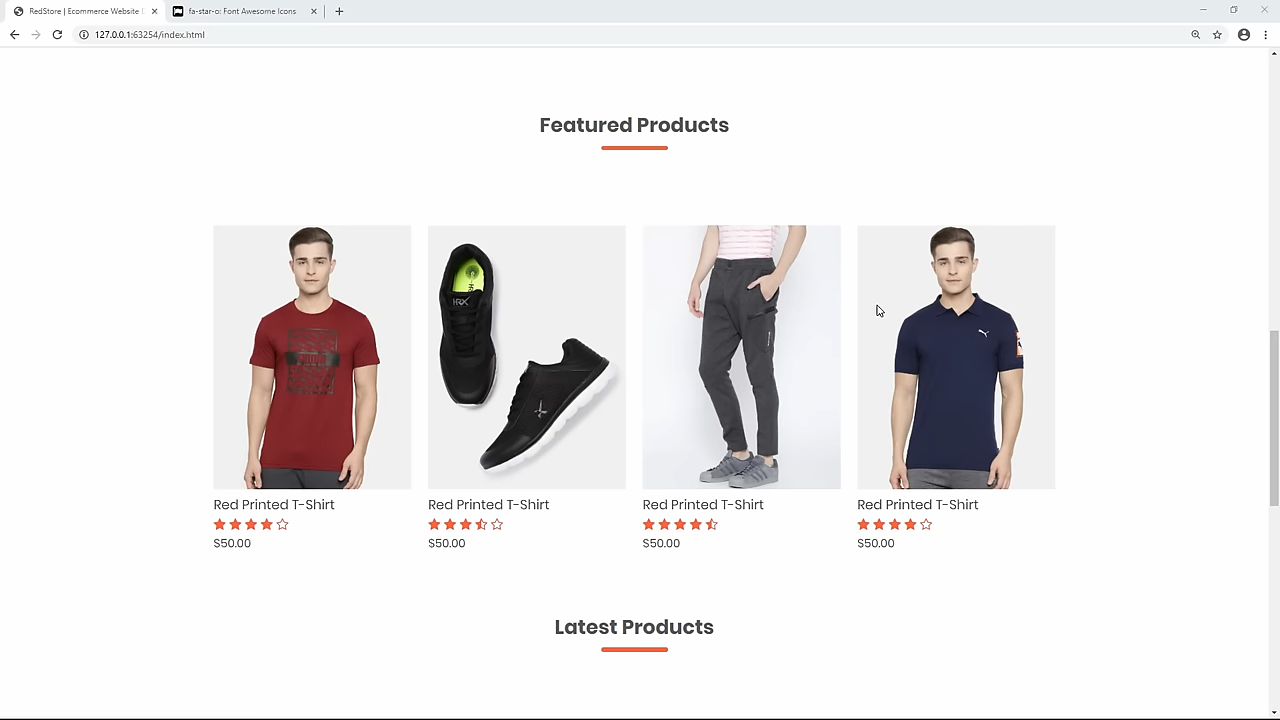 RedStore | Ecommerce Website
fa-star-o: Font Awesome Icons
127.0.0.1:63254/index.html
Featured Products
HRX
Red Printed T-Shirt
$50.00
Red Printed T-Shirt
$50.00
Red Printed T-Shirt
$50.00
Red Printed T-Shirt
$50.00
Latest Products